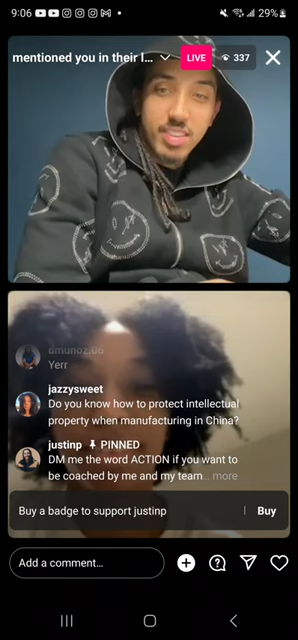 9:06
29%
mentioned you in their l...
LIVE
337
dmunoz.06
Yerr
jazzysweet
Do you know how to protect intellectual
property when manufacturing in China?
justinp PINNED
DM me the word ACTION if you want to
be coached by me and my team... more
Buy a badge to support justinp
Buy
Add a comment...